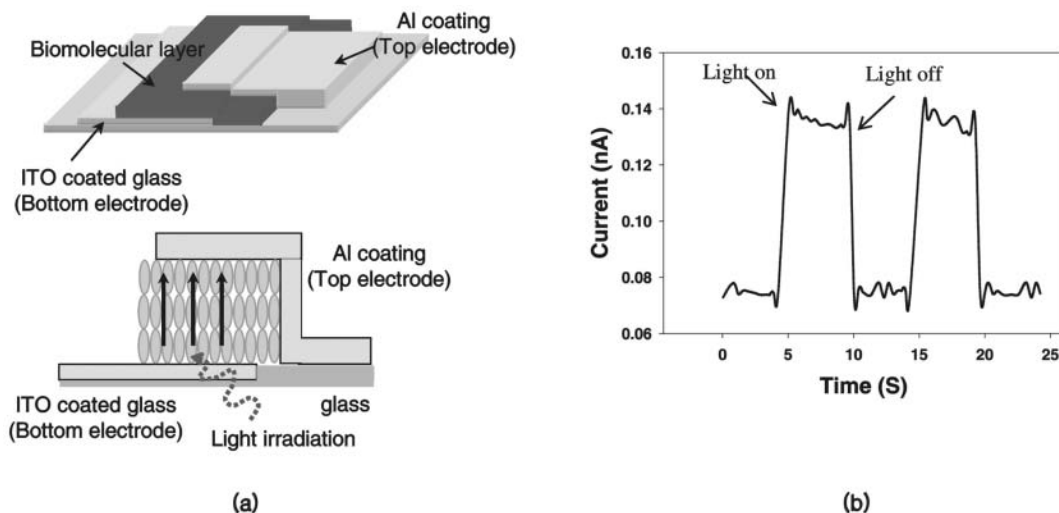 Al coating
(Top electrode)
Biomolecular layer
ITO coated glass
(Bottom electrode)
Al coating
(Top electrode)
ITO coated glass
(Bottom electrode)
glass
Light irradiation
(a)
Light on
Light off
0.16
0.14
0.12
0.10
0.08
0.06
Current (nA)
0 5 10 15 20 25
Time (S)
(b)